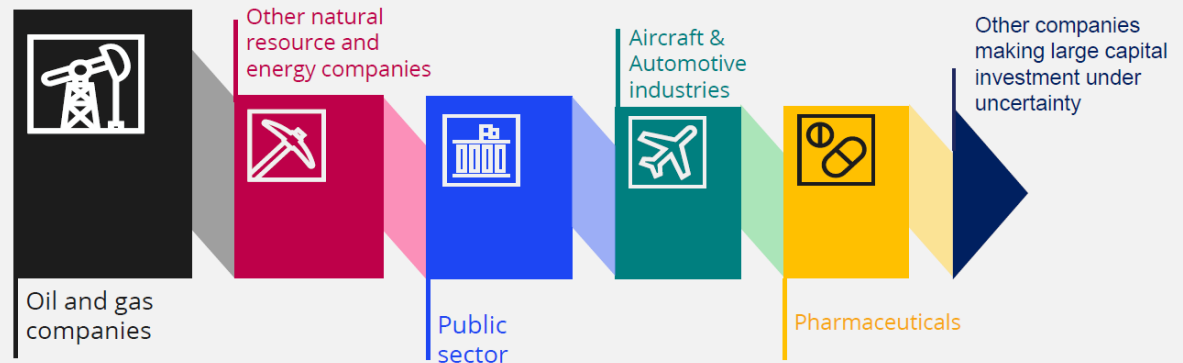 Other natural
resource and
energy companies
Aircraft &
Automotive
industries
Other companies
making large capital
investment under
uncertainty
Oil and gas
companies
Public
sector
Pharmaceuticals